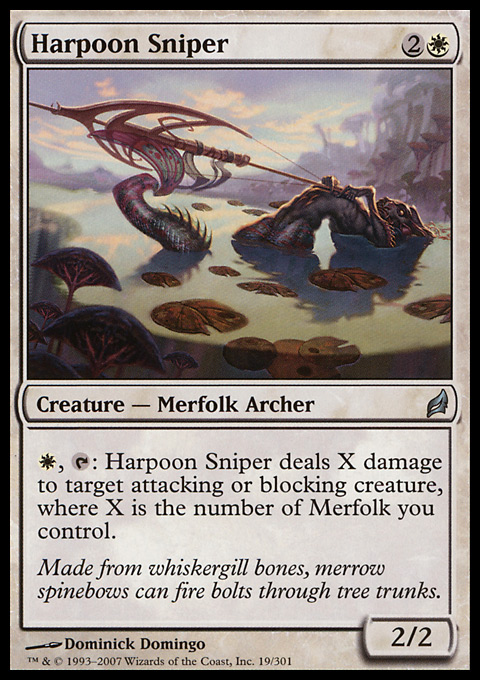 Harpoon Sniper 2
Creature — Merfolk Archer
, : Harpoon Sniper deals X damage
to target attacking or blocking creature,
where X is the number of Merfolk you
control.
Made from whiskergill bones, merrow
spinebows can fire bolts through tree trunks.
2/2
Dominick Domingo
™ & © 1993–2007 Wizards of the Coast, Inc. 19/301